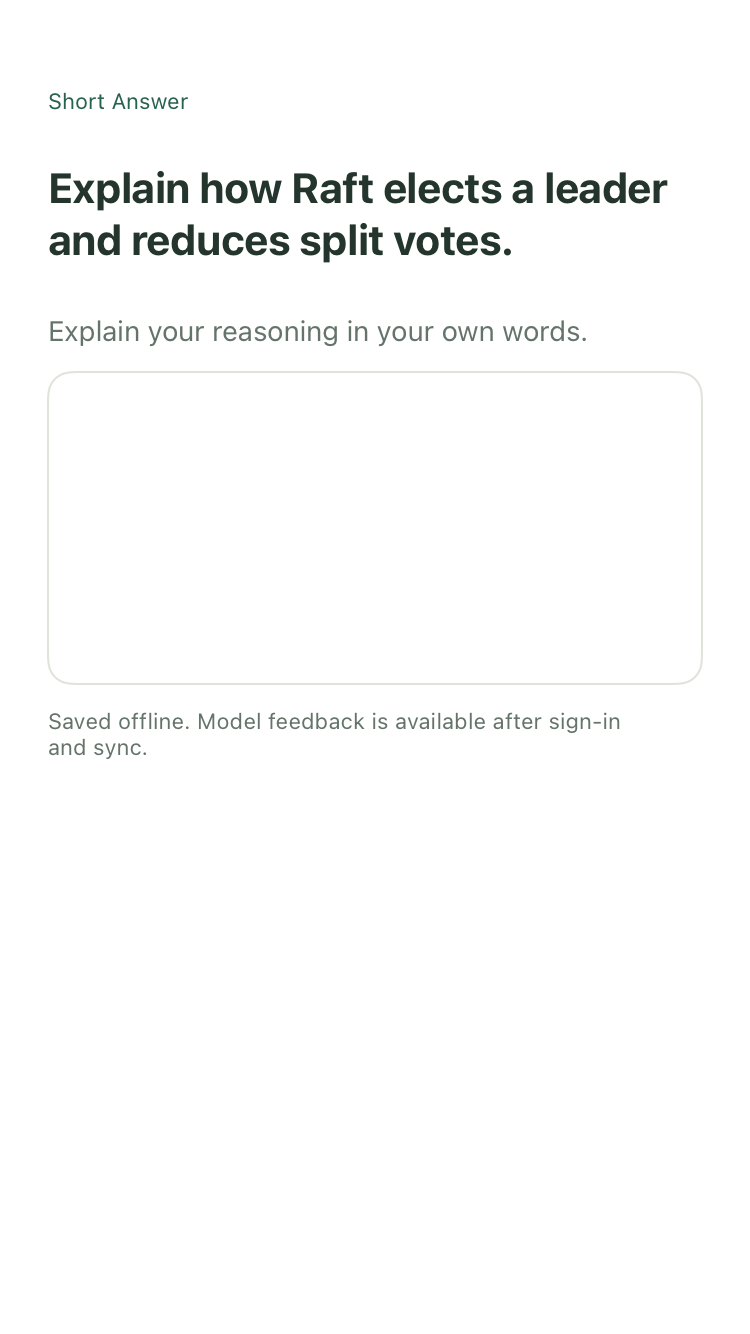 Short Answer
Explain how Raft elects a leader
and reduces split votes.
Explain your reasoning in your own words.
Saved offline. Model feedback is available after sign-in
and sync.